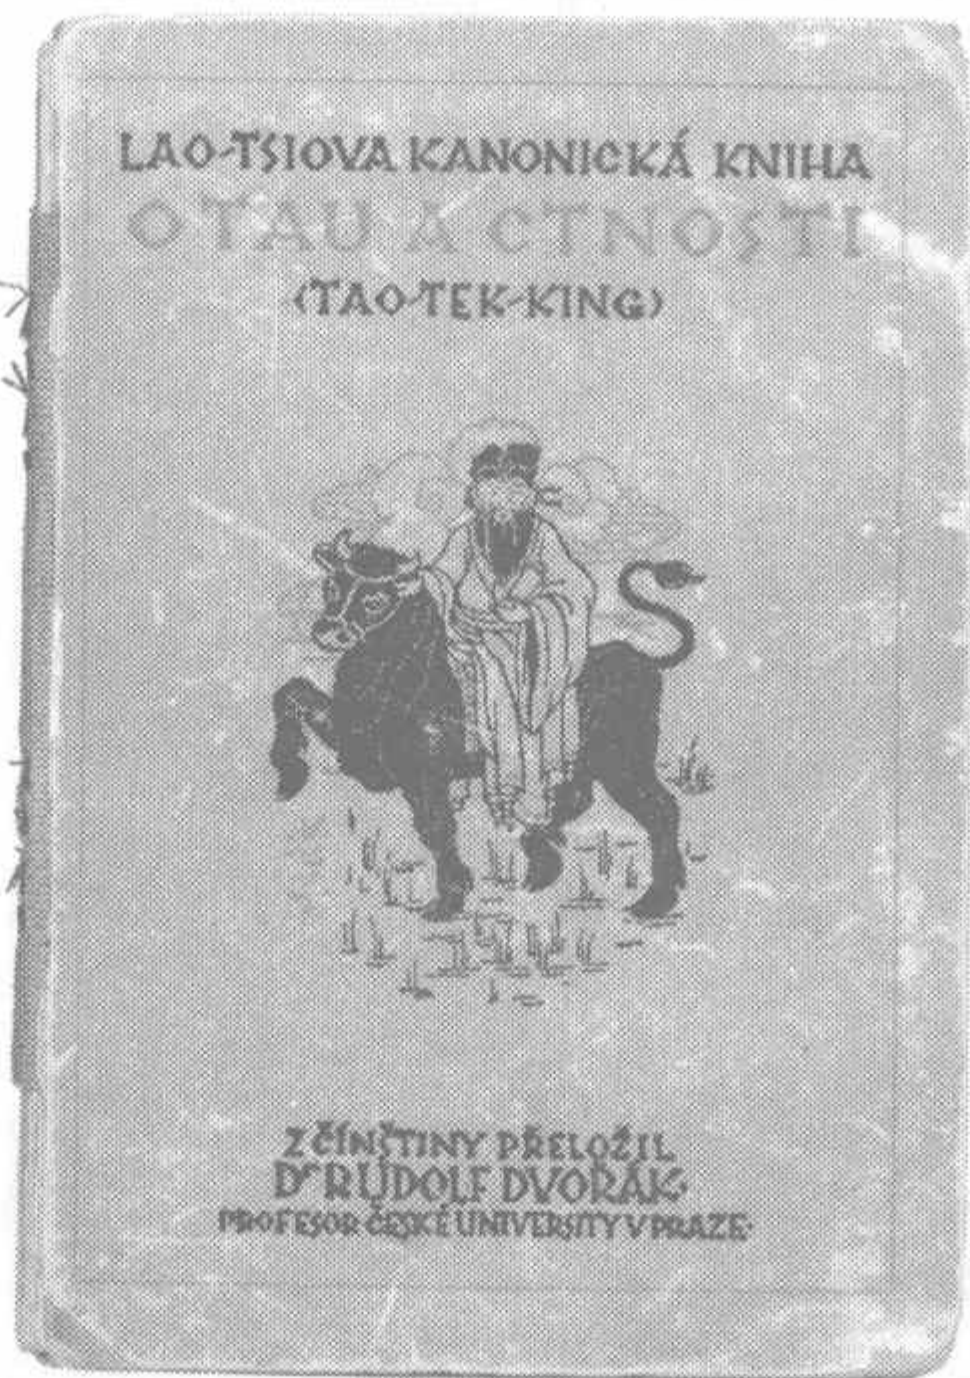 LAO-TSIOVA KANONICKÁ KNIHA
O TAU A CTNOSTI
(TAO-TEK-KING)
Z ČÍNŠTINY PŘELOŽIL
Dr RUDOLF DVOŘÁK
PROFESOR ČESKÉ UNIVERSITY V PRAZE